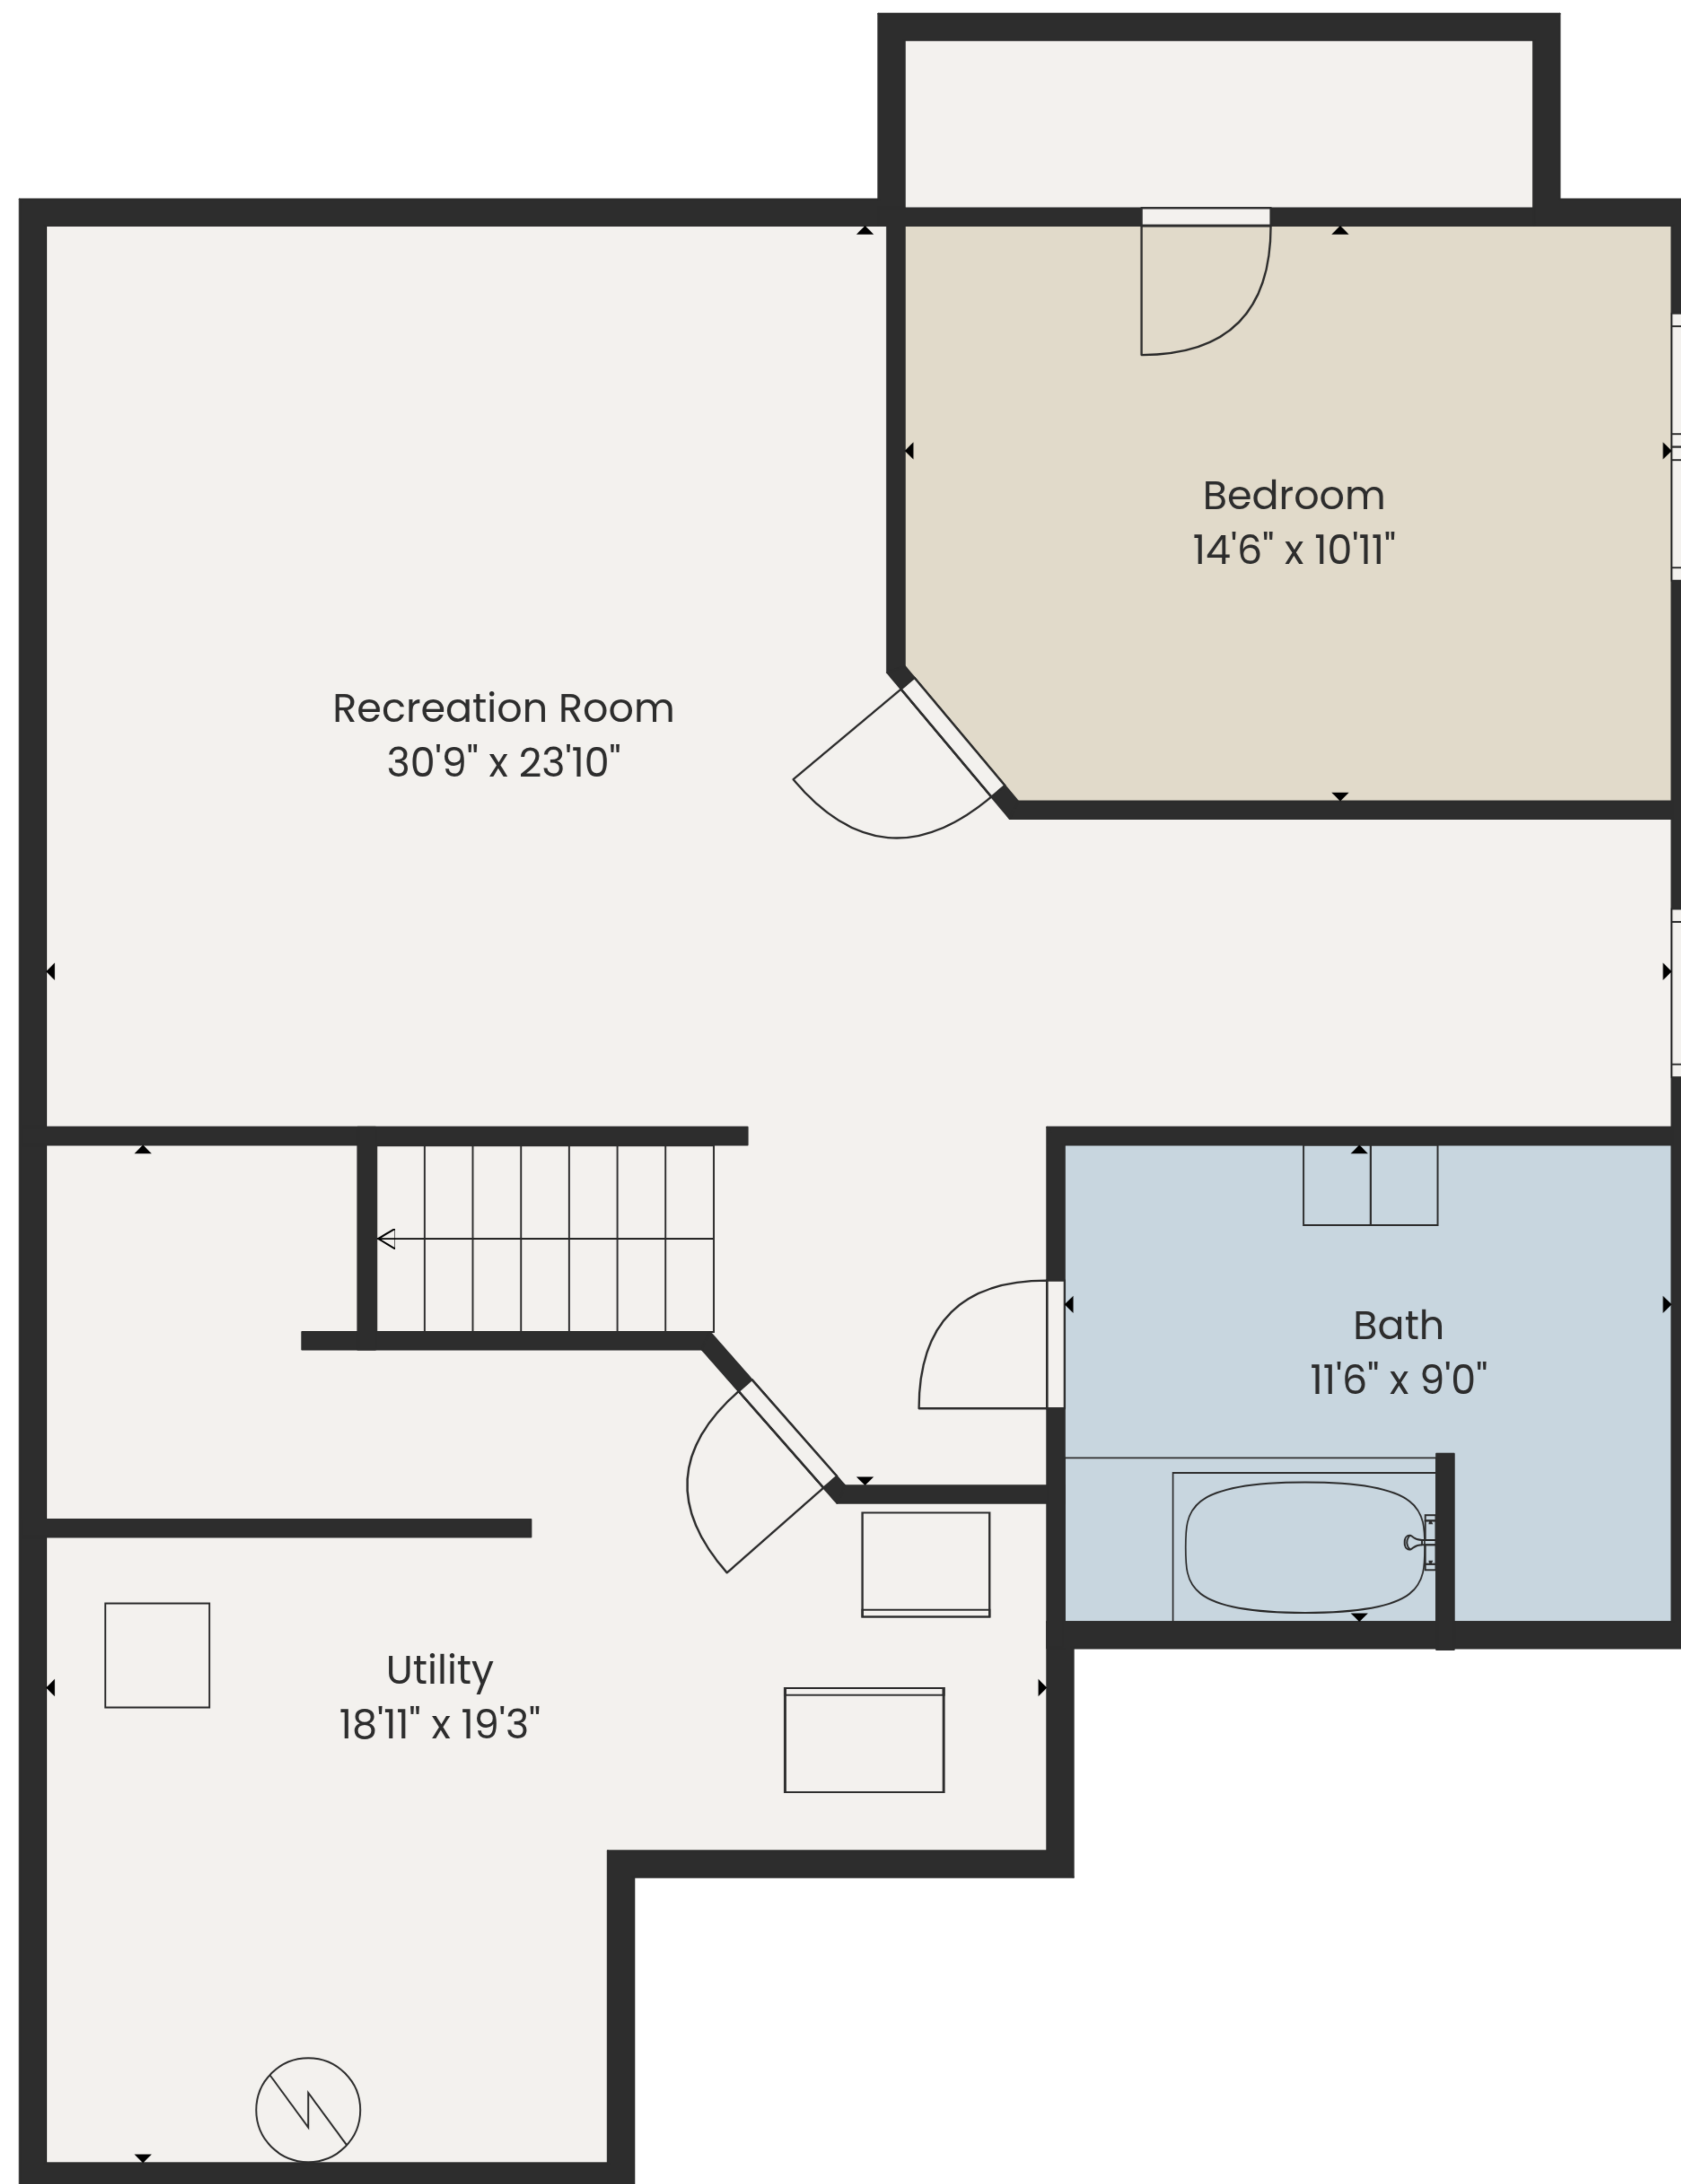 Bedroom
14'6" x 10'11"
Recreation Room
30'9" x 23'10"
Bath
11'6" x 9'0"
Utility
18'11" x 19'3"